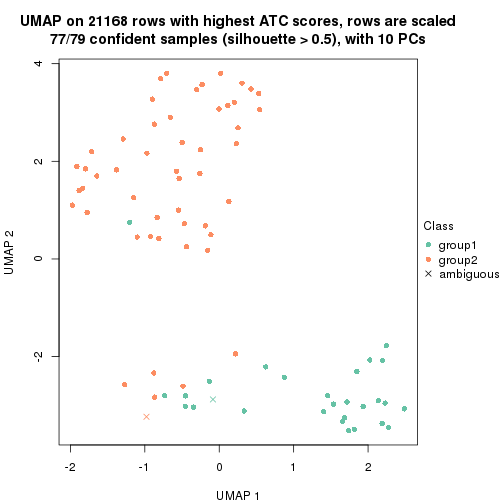 UMAP on 21168 rows with highest ATC scores, rows are scaled
77/79 confident samples (silhouette > 0.5), with 10 PCs
4
2
0
-2
UMAP 2
-2
-1
0
1
2
UMAP 1
Class
group1
group2
ambiguous